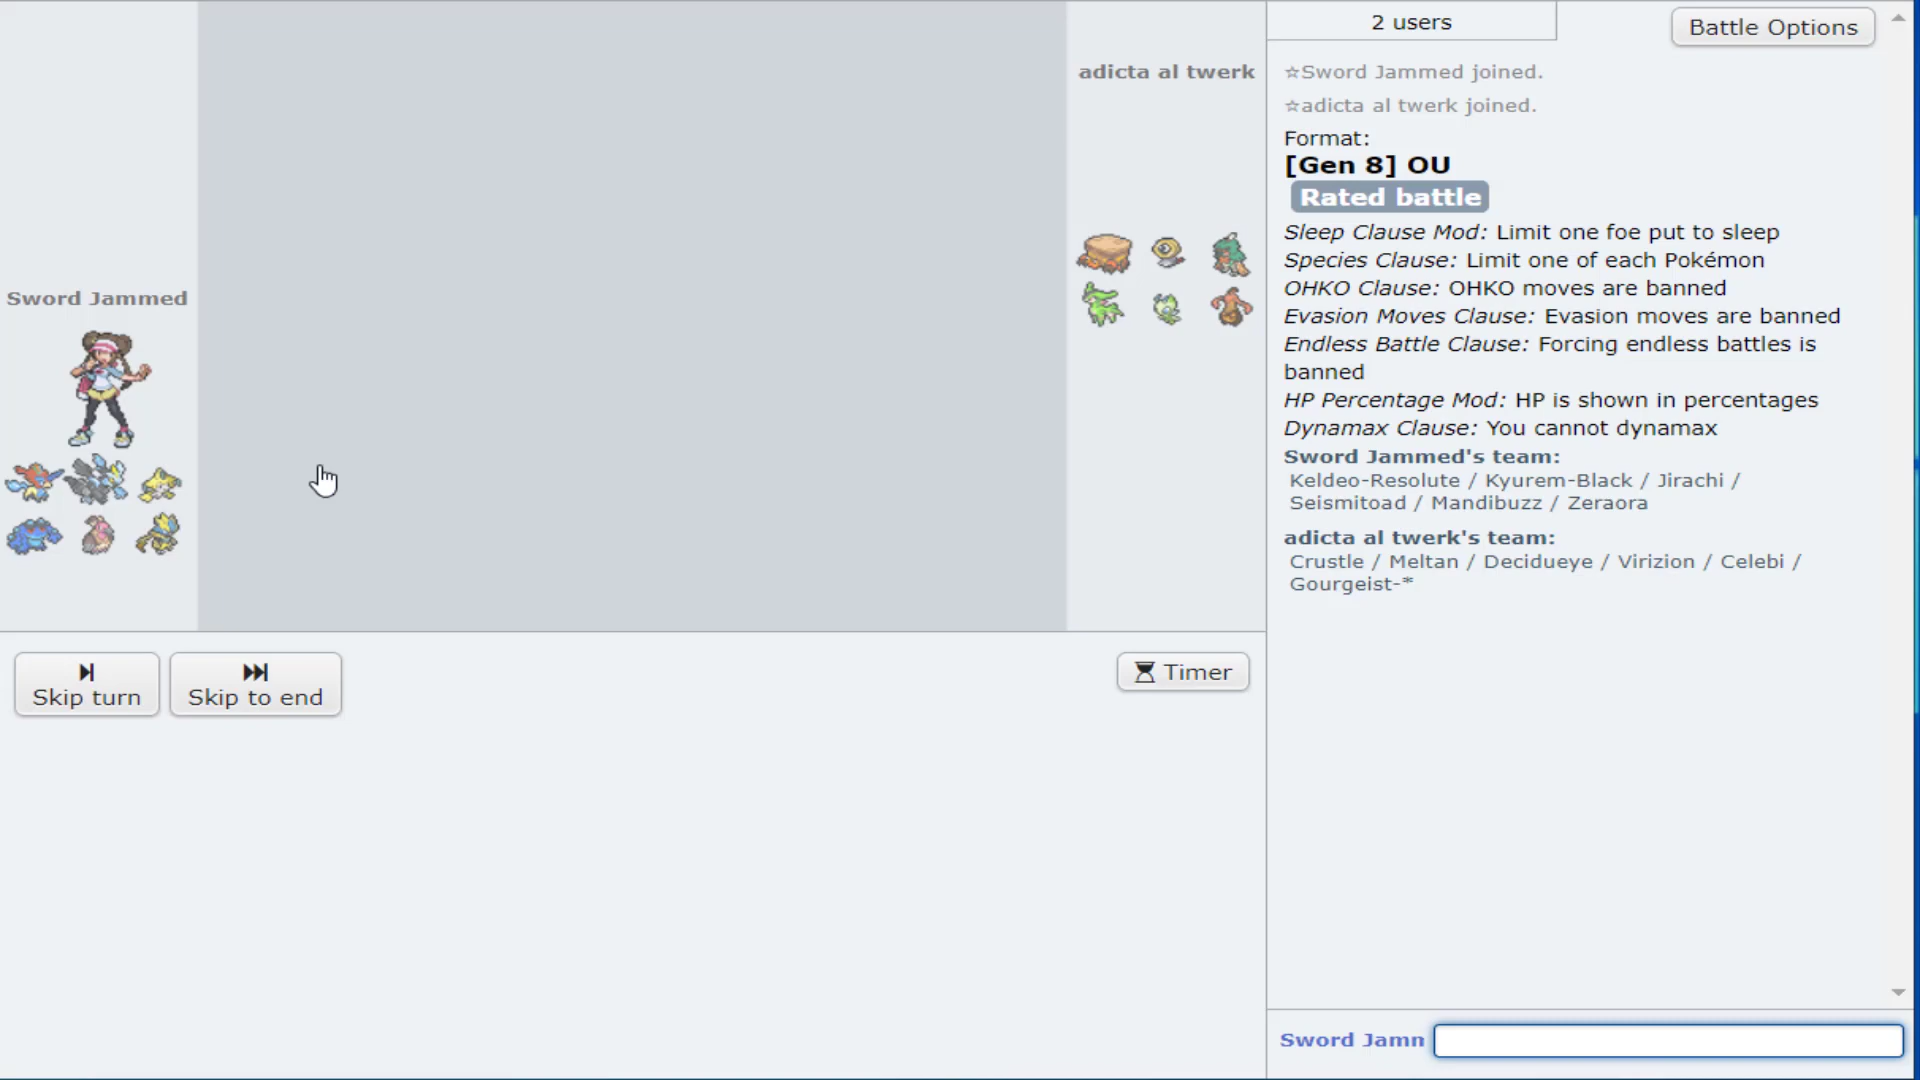 2 users
Battle Options
☆Sword Jammed joined.
☆adicta al twerk joined.
Format:
[Gen 8] OU
Rated battle
Sleep Clause Mod: Limit one foe put to sleep
Species Clause: Limit one of each Pokémon
OHKO Clause: OHKO moves are banned
Evasion Moves Clause: Evasion moves are banned
Endless Battle Clause: Forcing endless battles is
banned
HP Percentage Mod: HP is shown in percentages
Dynamax Clause: You cannot dynamax
Sword Jammed's team:
Keldeo-Resolute / Kyurem-Black / Jirachi /
Seismitoad / Mandibuzz / Zeraora
adicta al twerk's team:
Crustle / Meltan / Decidueye / Virizion / Celebi /
Gourgeist-*
adicta al twerk
Sword Jammed
Skip turn
Skip to end
Timer
Sword Jamn